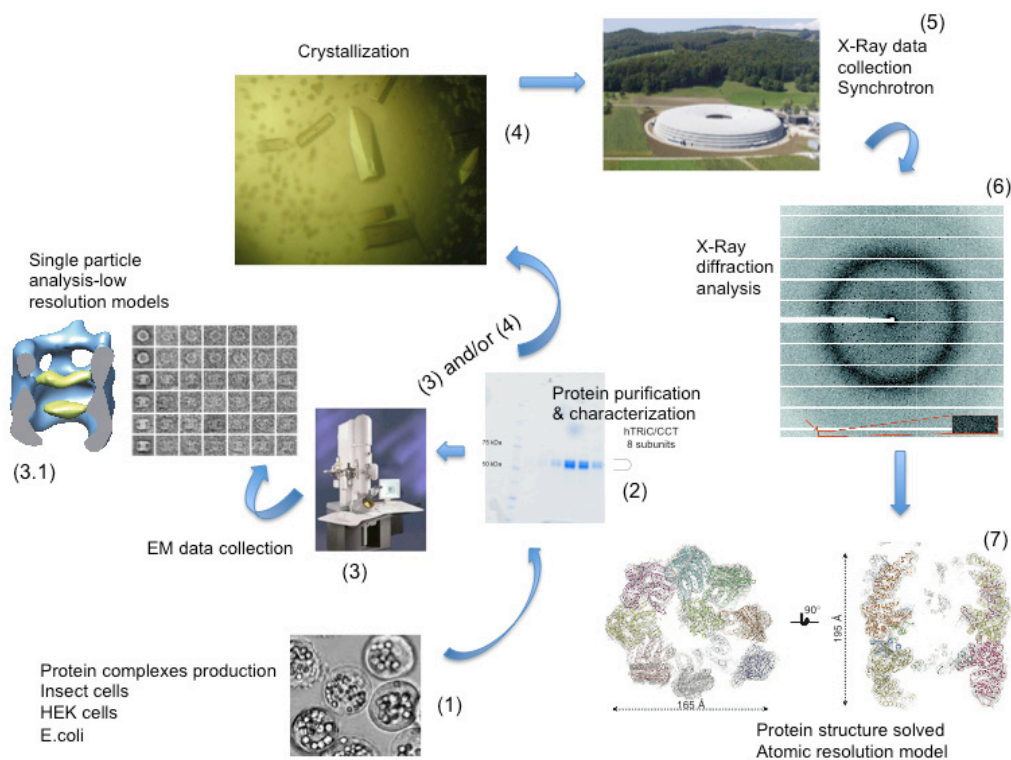 Crystallization
(4)
(5)
X-Ray data
collection
Synchrotron
(6)
X-Ray
diffraction
analysis
Single particle
analysis-low
resolution models
(3.1)
(3) and/or (4)
Protein purification
& characterization
hTRiC/CCT
8 subunits
75 kDa
50 kDa
(2)
EM data collection
(3)
(7)
90°
195 Å
165 Å
Protein complexes production
Insect cells
HEK cells
E.coli
(1)
Protein structure solved
Atomic resolution model